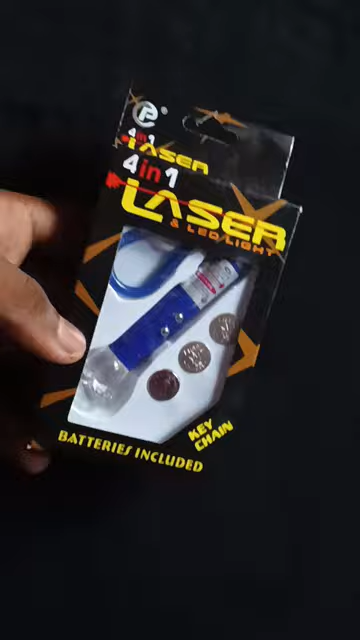 4 in 1
LASER
4 in 1
LASER
& LED LIGHT
KEY
CHAIN
BATTERIES INCLUDED